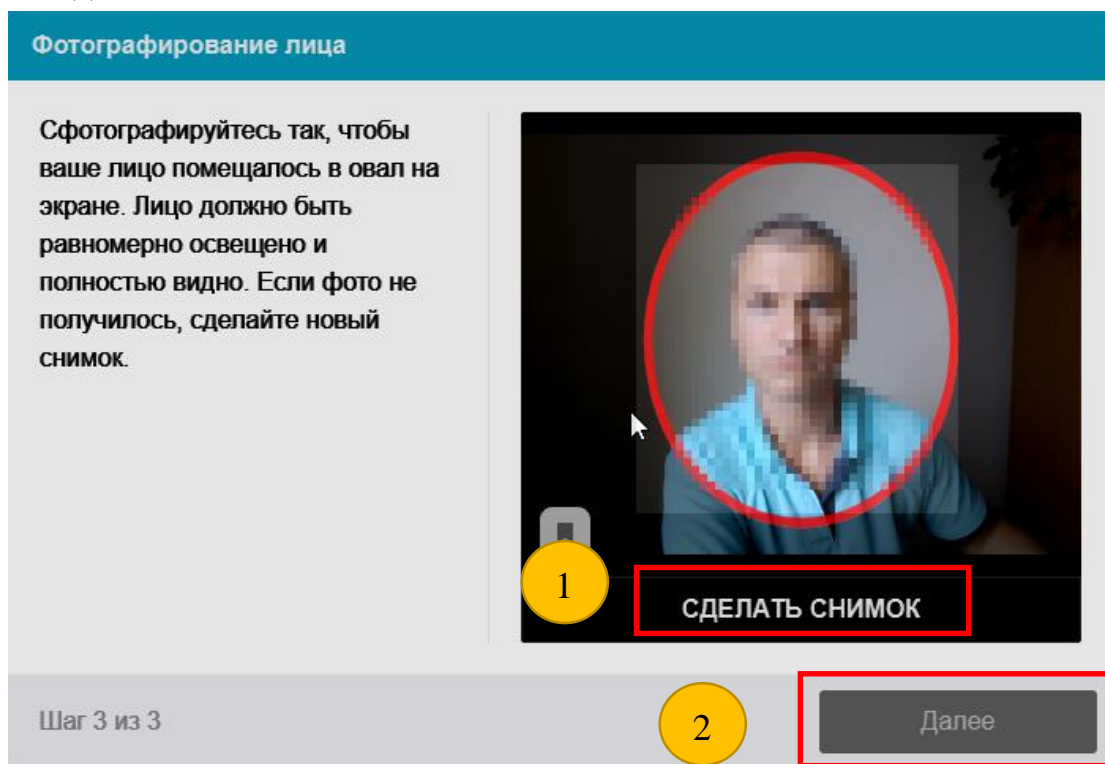 Фотографирование лица
Сфотографируйтесь так, чтобы
ваше лицо помещалось в овал на
экране. Лицо должно быть
равномерно освещено и
полностью видно. Если фото не
получилось, сделайте новый
снимок.
1
СДЕЛАТЬ СНИМОК
Шаг 3 из 3
2
Далее